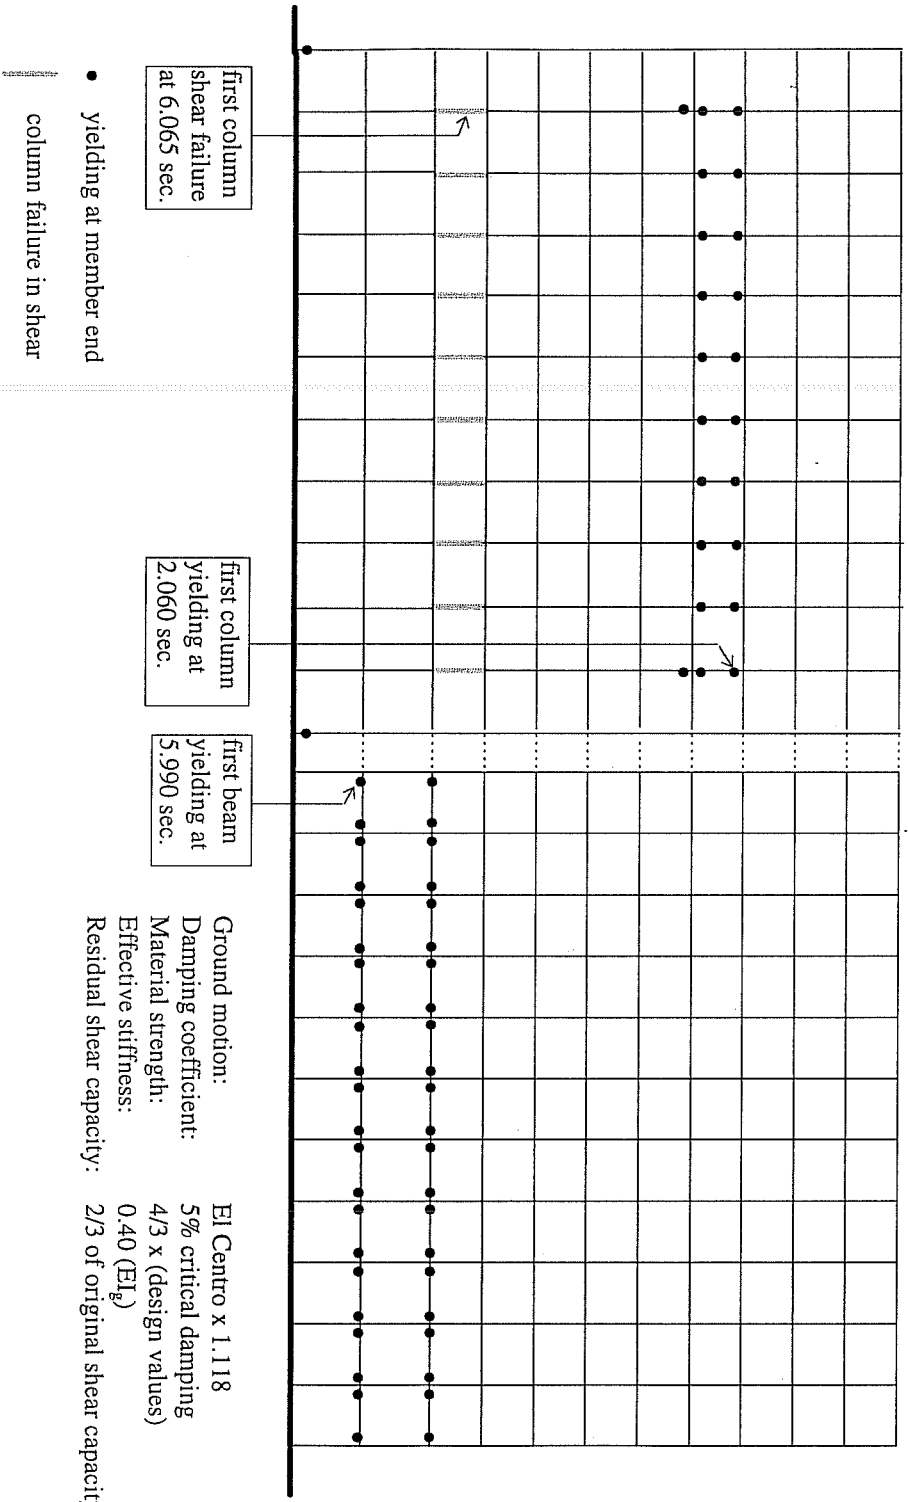 first column
shear failure
at 6.065 sec.
first column
yielding at
2.060 sec.
first beam
yielding at
5.990 sec.
yielding at member end
column failure in shear
Ground motion: El Centro x 1.118
Damping coefficient: 5% critical damping
Material strength: 4/3 x (design values)
Effective stiffness: 0.40 (EIg)
Residual shear capacity: 2/3 of original shear